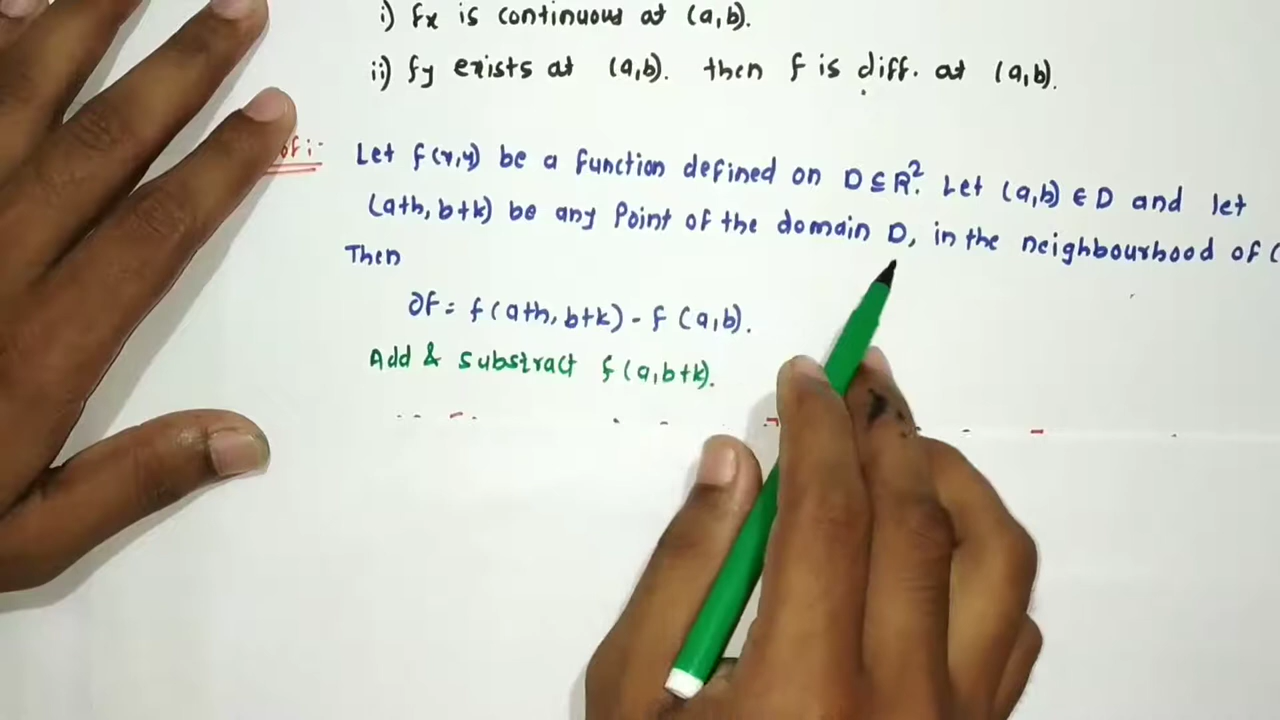 i) fx is continuous at (a,b).
ii) fy exists at (a,b). then f is diff. at (a,b).
Let f(x,y) be a function defined on D⊆R². Let (a,b) ∈ D and let
(a+h, b+k) be any Point of the domain D, in the neighbourhood of (
Then
∂f = f(a+h, b+k) - f(a,b).
Add & substract f(a,b+k).